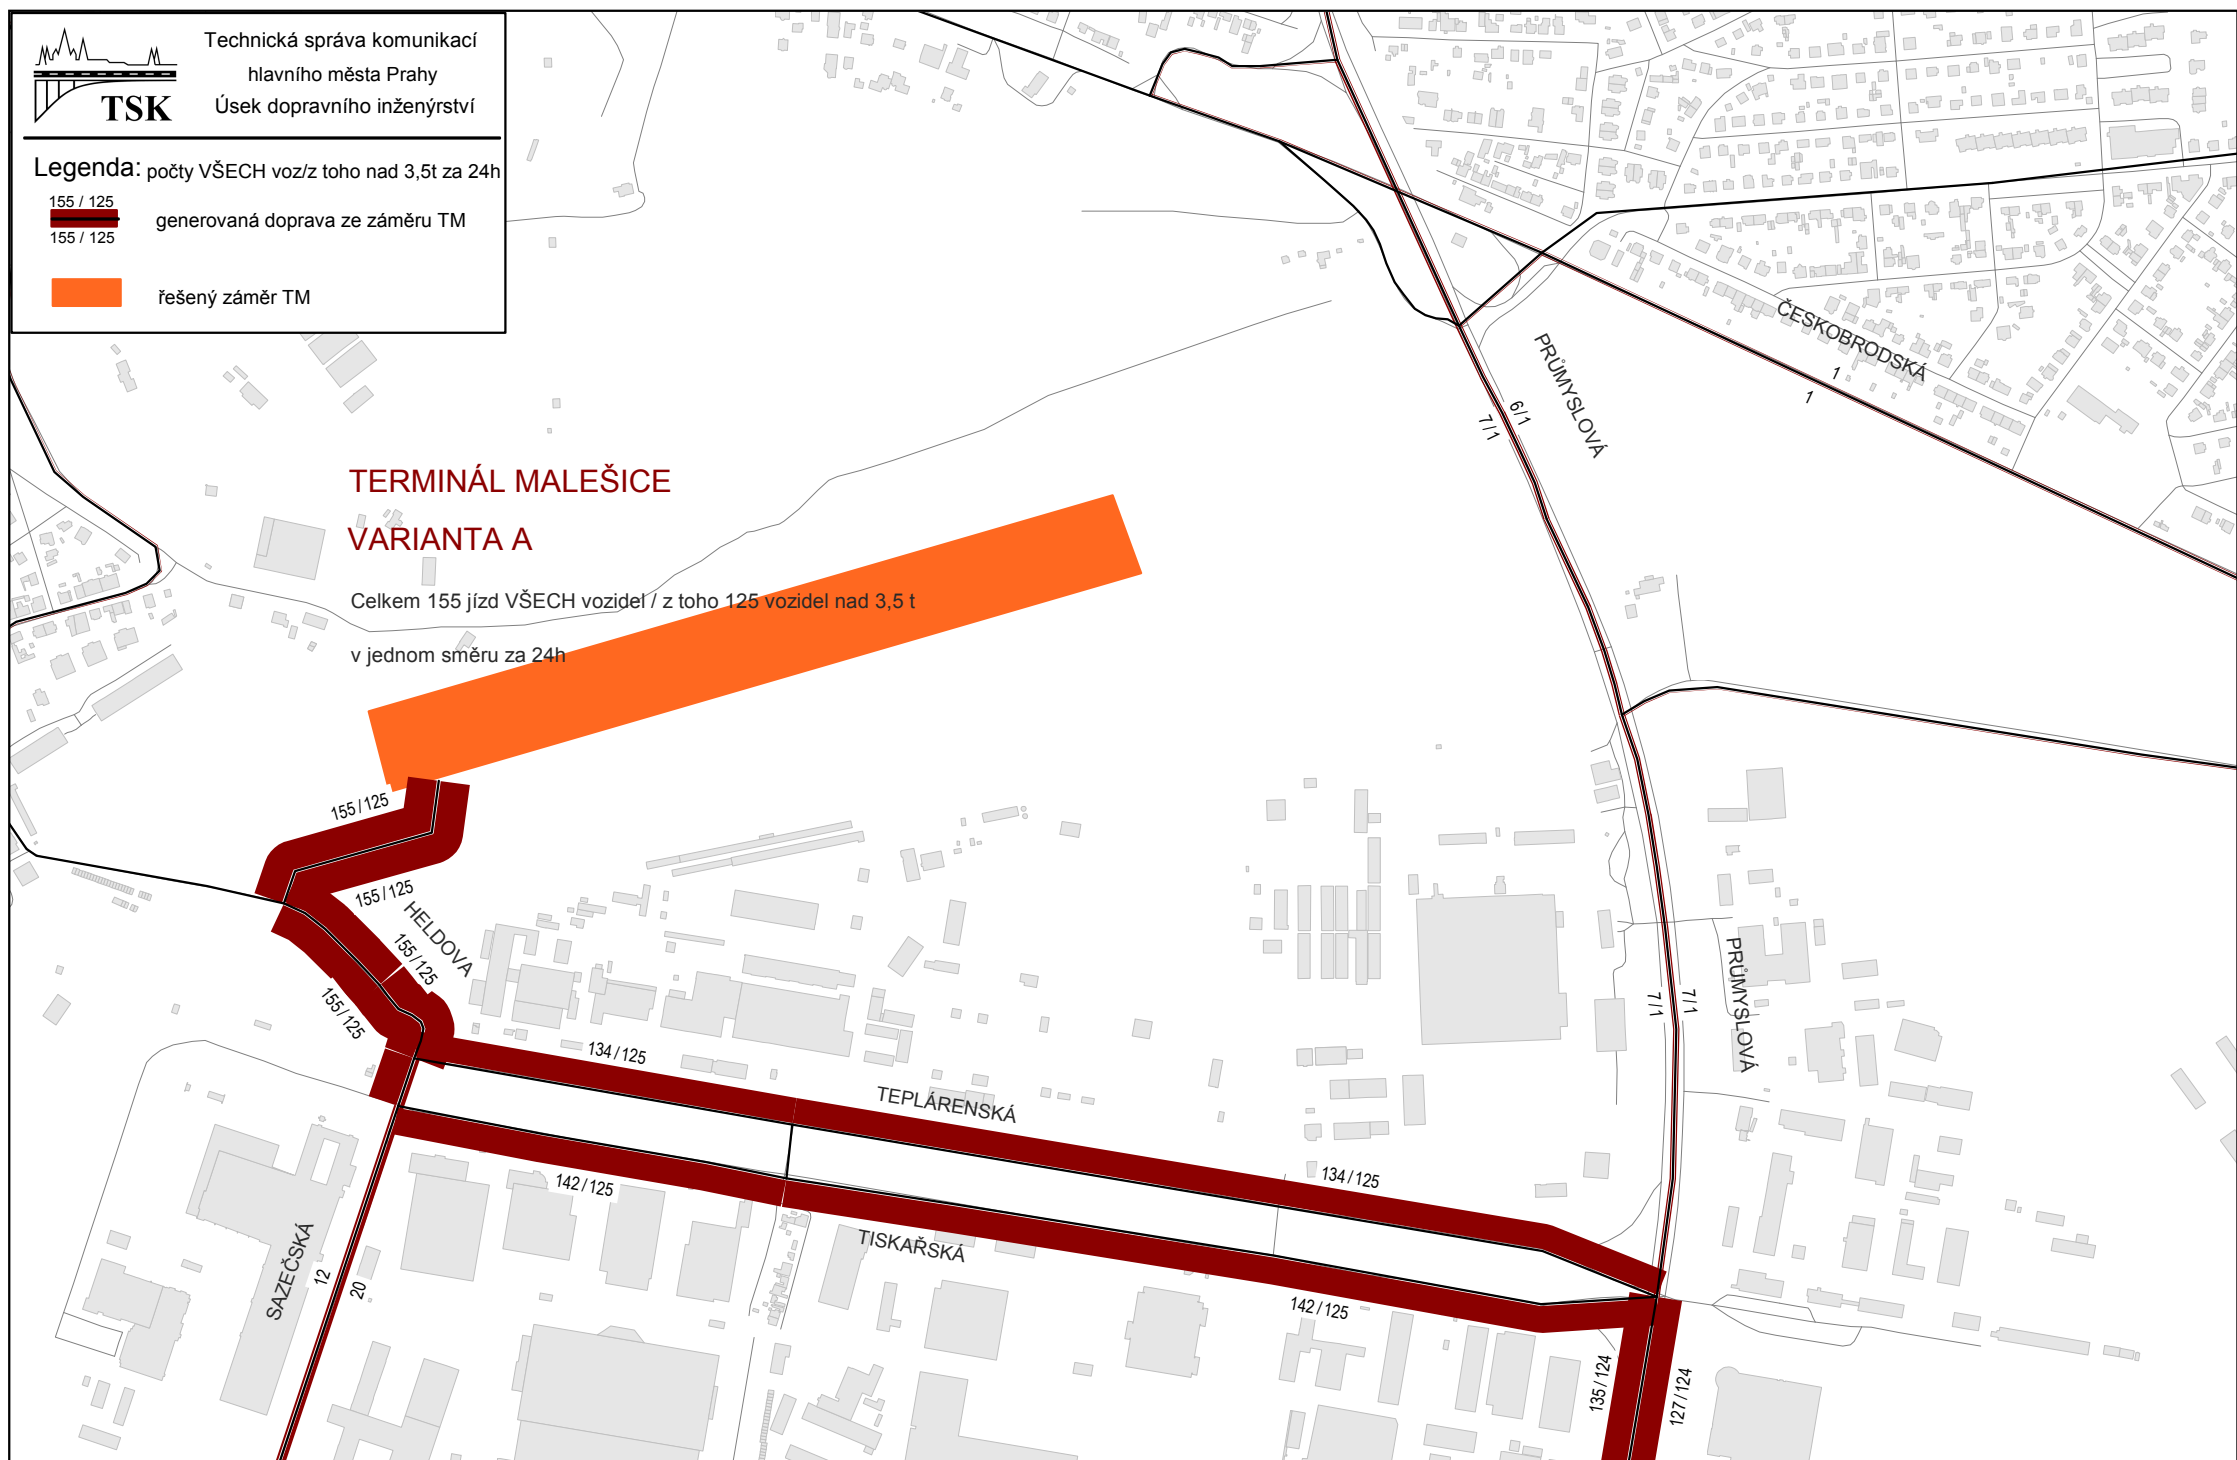 Technická správa komunikací
hlavního města Prahy
Úsek dopravního inženýrství
TSK
Legenda: počty VŠECH voz/z toho nad 3,5t za 24h
155 / 125
generovaná doprava ze záměru TM
155 / 125
řešený záměr TM
ČESKOBRODSKÁ
1
1
PRŮMYSLOVÁ
6/1
7/1
TERMINÁL MALEŠICE
VARIANTA A
Celkem 155 jízd VŠECH vozidel / z toho 125 vozidel nad 3,5 t
v jednom směru za 24h
155/125
155/125
HELDOVA
155/125
155/125
7/1
7/1
PRŮMYSLOVÁ
134/125
TEPLÁRENSKÁ
134/125
142/125
TISKAŘSKÁ
142/125
SAZEČSKÁ
12
20
135/124
127/124